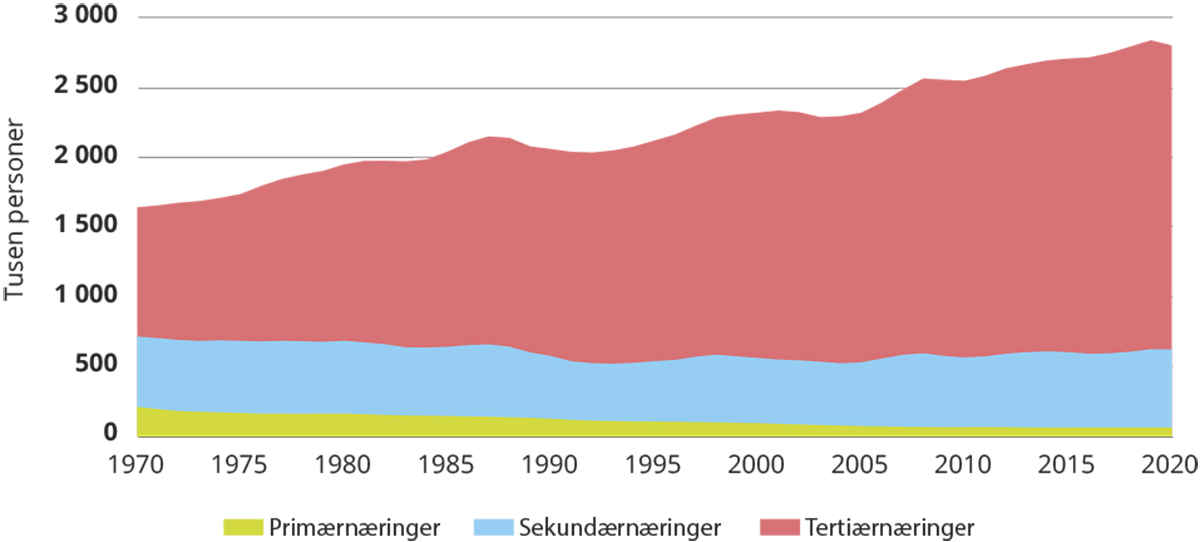 3 000
2 500
2 000
1 500
1 000
500
0
Tusen personer
1970 1975 1980 1985 1990 1995 2000 2005 2010 2015 2020
Primærnæringer Sekundærnæringer Tertiærnæringer